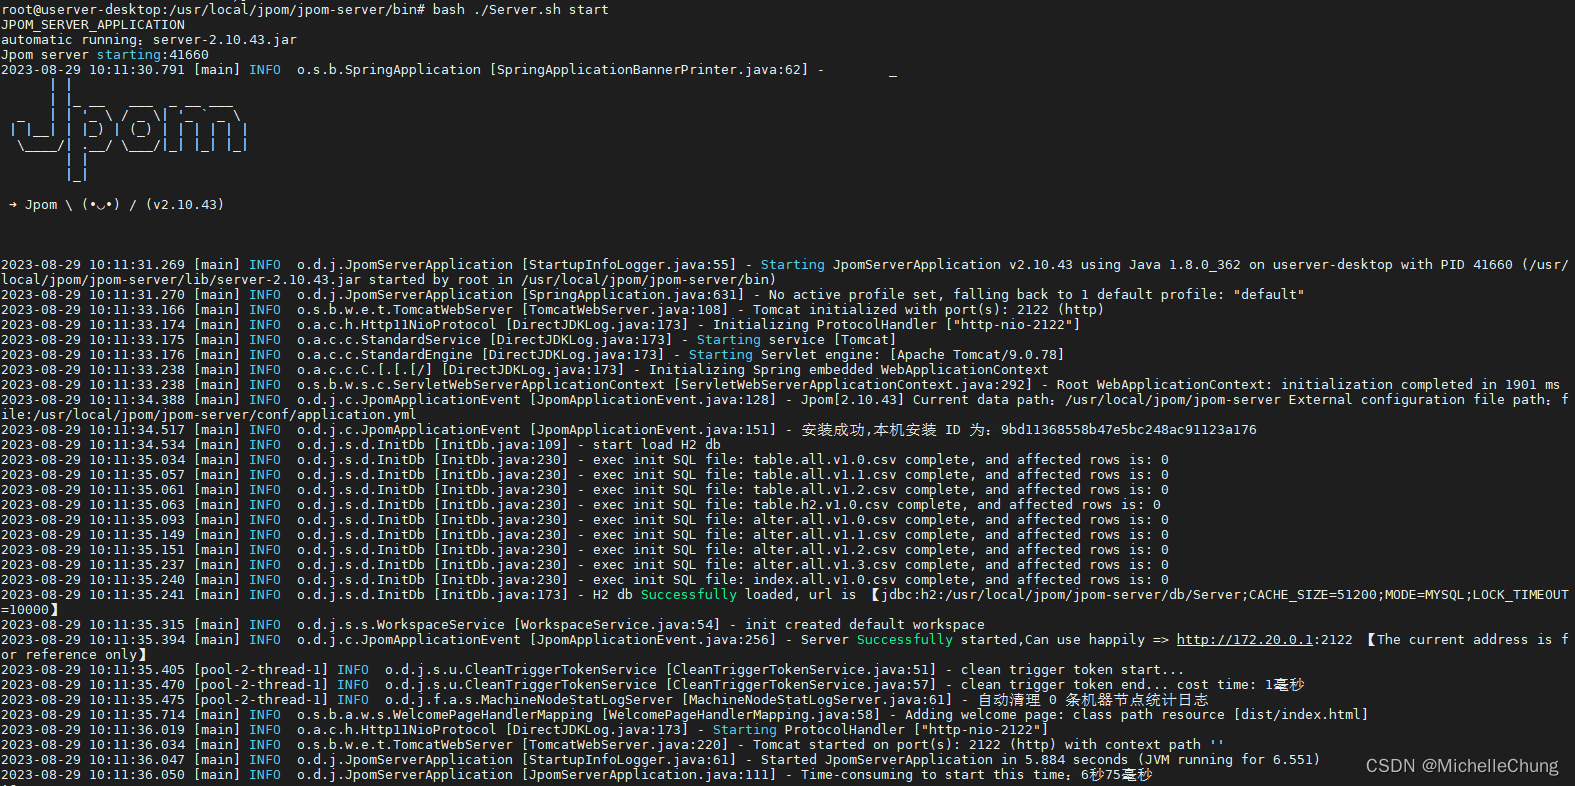 root@userver-desktop:/usr/local/jpom/jpom-server/bin# bash ./Server.sh start
JPOM_SERVER_APPLICATION
automatic running：server-2.10.43.jar
Jpom server starting:41660
2023-08-29 10:11:30.791 [main] INFO  o.s.b.SpringApplication [SpringApplicationBannerPrinter.java:62] -        _
      | |
      | |_ __   ___  _ __ ___
  _   | | '_ \ / _ \| '_ ` _ \
 | |__| | |_) | (_) | | | | | |
  \____/| .__/ \___/|_| |_| |_|
        | |
        |_|
 ➜ Jpom \ (•◡•) / (v2.10.43)
2023-08-29 10:11:31.269 [main] INFO  o.d.j.JpomServerApplication [StartupInfoLogger.java:55] - Starting JpomServerApplication v2.10.43 using Java 1.8.0_362 on userver-desktop with PID 41660 (/usr/
local/jpom/jpom-server/lib/server-2.10.43.jar started by root in /usr/local/jpom/jpom-server/bin)
2023-08-29 10:11:31.270 [main] INFO  o.d.j.JpomServerApplication [SpringApplication.java:631] - No active profile set, falling back to 1 default profile: "default"
2023-08-29 10:11:33.166 [main] INFO  o.s.b.w.e.t.TomcatWebServer [TomcatWebServer.java:108] - Tomcat initialized with port(s): 2122 (http)
2023-08-29 10:11:33.174 [main] INFO  o.a.c.h.Http11NioProtocol [DirectJDKLog.java:173] - Initializing ProtocolHandler ["http-nio-2122"]
2023-08-29 10:11:33.175 [main] INFO  o.a.c.c.StandardService [DirectJDKLog.java:173] - Starting service [Tomcat]
2023-08-29 10:11:33.176 [main] INFO  o.a.c.c.StandardEngine [DirectJDKLog.java:173] - Starting Servlet engine: [Apache Tomcat/9.0.78]
2023-08-29 10:11:33.238 [main] INFO  o.a.c.c.C.[.[.[/] [DirectJDKLog.java:173] - Initializing Spring embedded WebApplicationContext
2023-08-29 10:11:33.238 [main] INFO  o.s.b.w.s.c.ServletWebServerApplicationContext [ServletWebServerApplicationContext.java:292] - Root WebApplicationContext: initialization completed in 1901 ms
2023-08-29 10:11:34.388 [main] INFO  o.d.j.c.JpomApplicationEvent [JpomApplicationEvent.java:128] - Jpom[2.10.43] Current data path：/usr/local/jpom/jpom-server External configuration file path：f
ile:/usr/local/jpom/jpom-server/conf/application.yml
2023-08-29 10:11:34.517 [main] INFO  o.d.j.c.JpomApplicationEvent [JpomApplicationEvent.java:151] - 安装成功,本机安装 ID 为：9bd11368558b47e5bc248ac91123a176
2023-08-29 10:11:34.534 [main] INFO  o.d.j.s.d.InitDb [InitDb.java:109] - start load H2 db
2023-08-29 10:11:35.034 [main] INFO  o.d.j.s.d.InitDb [InitDb.java:230] - exec init SQL file: table.all.v1.0.csv complete, and affected rows is: 0
2023-08-29 10:11:35.057 [main] INFO  o.d.j.s.d.InitDb [InitDb.java:230] - exec init SQL file: table.all.v1.1.csv complete, and affected rows is: 0
2023-08-29 10:11:35.061 [main] INFO  o.d.j.s.d.InitDb [InitDb.java:230] - exec init SQL file: table.all.v1.2.csv complete, and affected rows is: 0
2023-08-29 10:11:35.063 [main] INFO  o.d.j.s.d.InitDb [InitDb.java:230] - exec init SQL file: table.h2.v1.0.csv complete, and affected rows is: 0
2023-08-29 10:11:35.093 [main] INFO  o.d.j.s.d.InitDb [InitDb.java:230] - exec init SQL file: alter.all.v1.0.csv complete, and affected rows is: 0
2023-08-29 10:11:35.149 [main] INFO  o.d.j.s.d.InitDb [InitDb.java:230] - exec init SQL file: alter.all.v1.1.csv complete, and affected rows is: 0
2023-08-29 10:11:35.151 [main] INFO  o.d.j.s.d.InitDb [InitDb.java:230] - exec init SQL file: alter.all.v1.2.csv complete, and affected rows is: 0
2023-08-29 10:11:35.237 [main] INFO  o.d.j.s.d.InitDb [InitDb.java:230] - exec init SQL file: alter.all.v1.3.csv complete, and affected rows is: 0
2023-08-29 10:11:35.240 [main] INFO  o.d.j.s.d.InitDb [InitDb.java:230] - exec init SQL file: index.all.v1.0.csv complete, and affected rows is: 0
2023-08-29 10:11:35.241 [main] INFO  o.d.j.s.d.InitDb [InitDb.java:173] - H2 db Successfully loaded, url is 【jdbc:h2:/usr/local/jpom/jpom-server/db/Server;CACHE_SIZE=51200;MODE=MYSQL;LOCK_TIMEOUT
=10000】
2023-08-29 10:11:35.315 [main] INFO  o.d.j.s.s.WorkspaceService [WorkspaceService.java:54] - init created default workspace
2023-08-29 10:11:35.394 [main] INFO  o.d.j.c.JpomApplicationEvent [JpomApplicationEvent.java:256] - Server Successfully started,Can use happily => http://172.20.0.1:2122 【The current address is f
or reference only】
2023-08-29 10:11:35.405 [pool-2-thread-1] INFO  o.d.j.s.u.CleanTriggerTokenService [CleanTriggerTokenService.java:51] - clean trigger token start...
2023-08-29 10:11:35.470 [pool-2-thread-1] INFO  o.d.j.s.u.CleanTriggerTokenService [CleanTriggerTokenService.java:57] - clean trigger token end... cost time: 1毫秒
2023-08-29 10:11:35.475 [pool-2-thread-1] INFO  o.d.j.f.a.s.MachineNodeStatLogServer [MachineNodeStatLogServer.java:61] - 自动清理 0 条机器节点统计日志
2023-08-29 10:11:35.714 [main] INFO  o.s.b.a.w.s.WelcomePageHandlerMapping [WelcomePageHandlerMapping.java:58] - Adding welcome page: class path resource [dist/index.html]
2023-08-29 10:11:36.019 [main] INFO  o.a.c.h.Http11NioProtocol [DirectJDKLog.java:173] - Starting ProtocolHandler ["http-nio-2122"]
2023-08-29 10:11:36.034 [main] INFO  o.s.b.w.e.t.TomcatWebServer [TomcatWebServer.java:220] - Tomcat started on port(s): 2122 (http) with context path ''
2023-08-29 10:11:36.047 [main] INFO  o.d.j.JpomServerApplication [StartupInfoLogger.java:61] - Started JpomServerApplication in 5.884 seconds (JVM running for 6.551)
2023-08-29 10:11:36.050 [main] INFO  o.d.j.JpomServerApplication [JpomServerApplication.java:111] - Time-consuming to start this time：6秒75毫秒
CSDN @MichelleChung